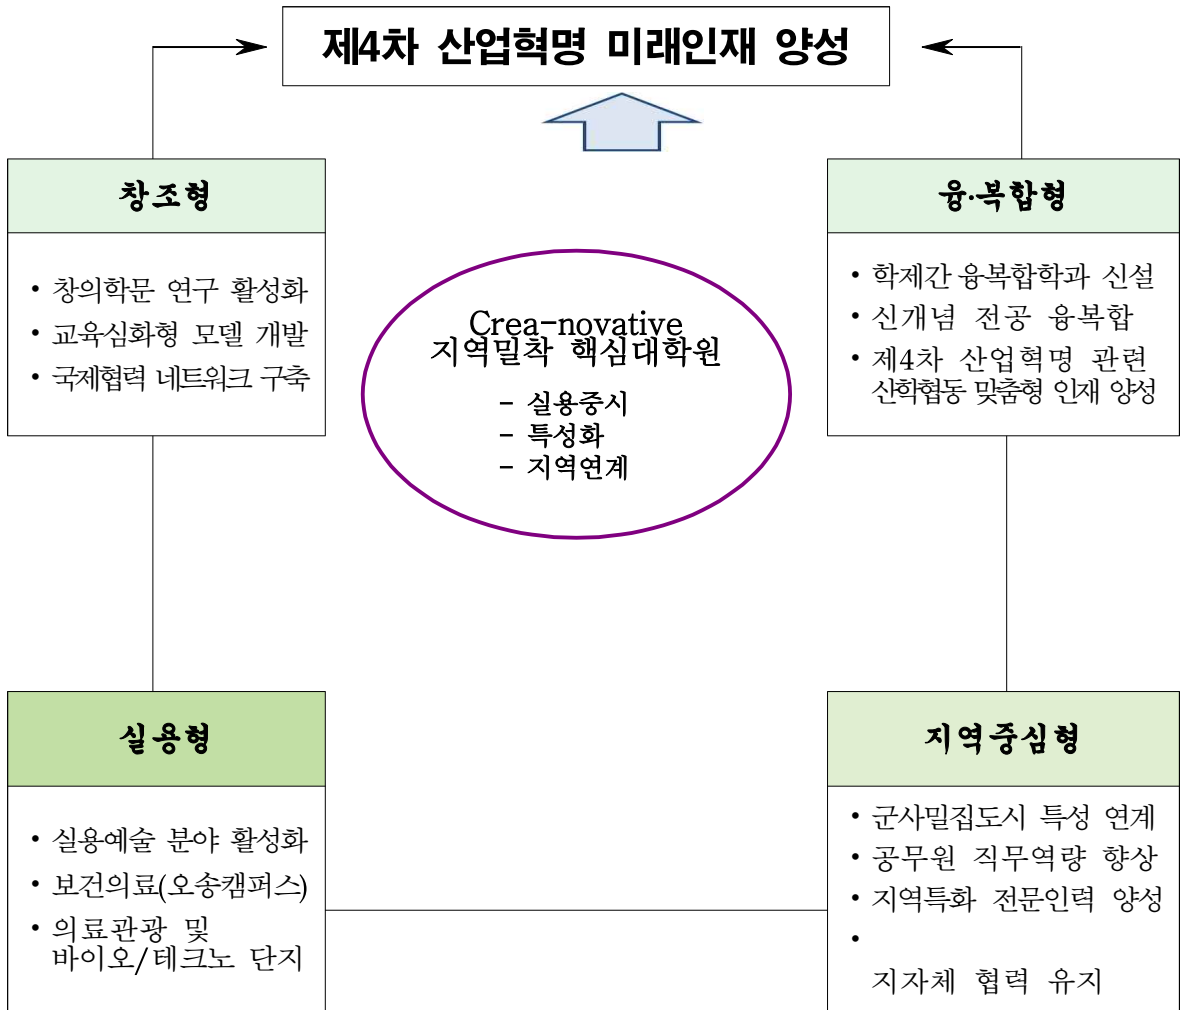 제4차 산업혁명 미래인재 양성
창조형
• 창의학문 연구 활성화
• 교육심화형 모델 개발
• 국제협력 네트워크 구축
융·복합형
• 학제간 융복합학과 신설
• 신개념 전공 융복합
• 제4차 산업혁명 관련
산학협동 맞춤형 인재 양성
Crea-novative
지역밀착 핵심대학원
- 실용중시
- 특성화
- 지역연계
실용형
• 실용예술 분야 활성화
• 보건의료(오송캠퍼스)
• 의료관광 및
바이오/테크노 단지
지역중심형
• 군사밀집도시 특성 연계
• 공무원 직무역량 향상
• 지역특화 전문인력 양성
•
지자체 협력 유지